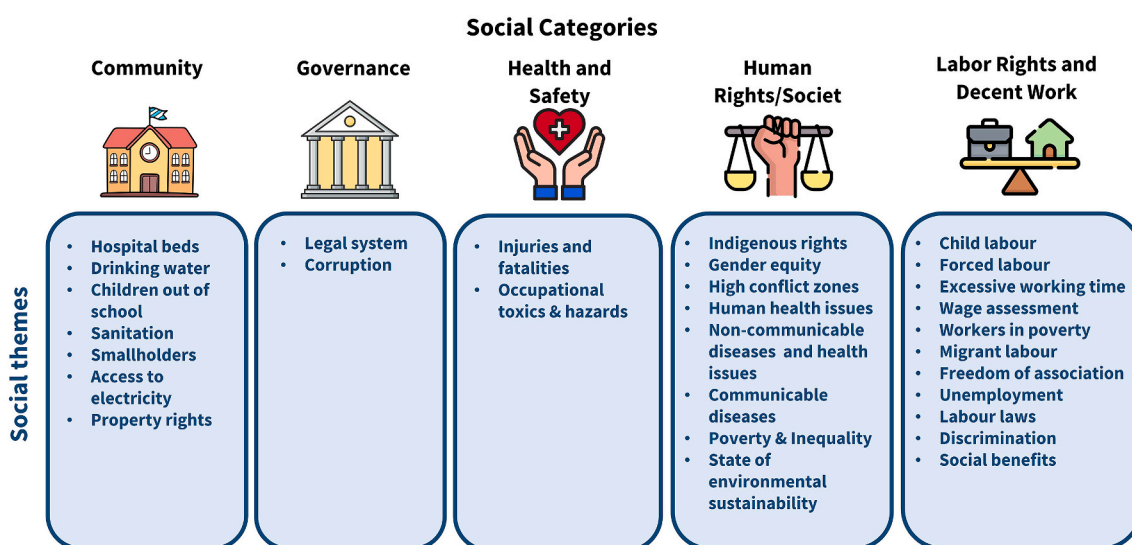 Social Categories
Community
Governance
Health and
Safety
Human
Rights/Societ
Labor Rights and
Decent Work
Social themes
• Hospital beds
• Drinking water
• Children out of
school
• Sanitation
• Smallholders
• Access to
electricity
• Property rights
• Legal system
• Corruption
• Injuries and
fatalities
• Occupational
toxics & hazards
• Indigenous rights
• Gender equity
• High conflict zones
• Human health issues
• Non-communicable
diseases and health
issues
• Communicable
diseases
• Poverty & Inequality
• State of
environmental
sustainability
• Child labour
• Forced labour
• Excessive working time
• Wage assessment
• Workers in poverty
• Migrant labour
• Freedom of association
• Unemployment
• Labour laws
• Discrimination
• Social benefits